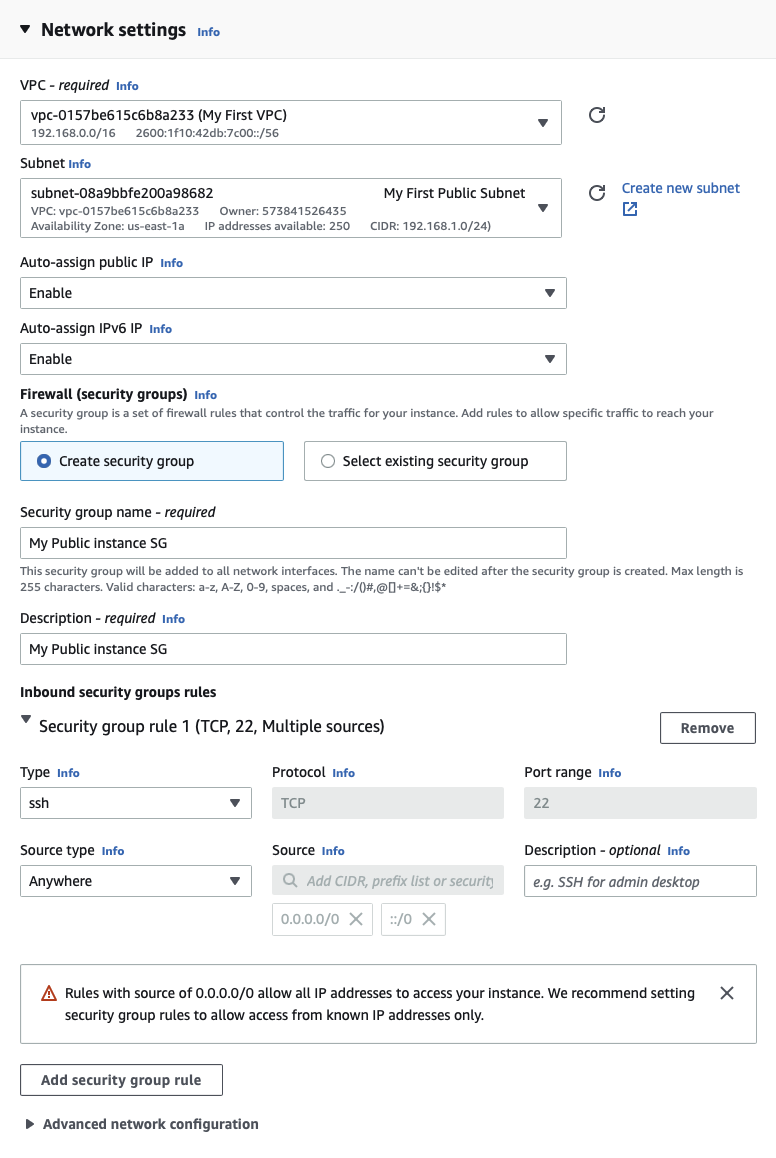 Network settings Info
VPC - required Info
vpc-0157be615c6b8a233 (My First VPC)
192.168.0.0/16 2600:1f10:42db:7c00::/56
Subnet Info
subnet-08a9bbfe200a98682 My First Public Subnet
VPC: vpc-0157be615c6b8a233 Owner: 573841526435
Availability Zone: us-east-1a IP addresses available: 250 CIDR: 192.168.1.0/24)
Create new subnet
Auto-assign public IP Info
Enable
Auto-assign IPv6 IP Info
Enable
Firewall (security groups) Info
A security group is a set of firewall rules that control the traffic for your instance. Add rules to allow specific traffic to reach your
instance.
Create security group Select existing security group
Security group name - required
My Public instance SG
This security group will be added to all network interfaces. The name can't be edited after the security group is created. Max length is
255 characters. Valid characters: a-z, A-Z, 0-9, spaces, and ._-:/()#,@[]+=&;{}!$*
Description - required Info
My Public instance SG
Inbound security groups rules
Security group rule 1 (TCP, 22, Multiple sources) Remove
Type Info Protocol Info Port range Info
ssh TCP 22
Source type Info Source Info Description - optional Info
Anywhere Add CIDR, prefix list or security e.g. SSH for admin desktop
0.0.0.0/0 ::/0
Rules with source of 0.0.0.0/0 allow all IP addresses to access your instance. We recommend setting
security group rules to allow access from known IP addresses only.
Add security group rule
Advanced network configuration